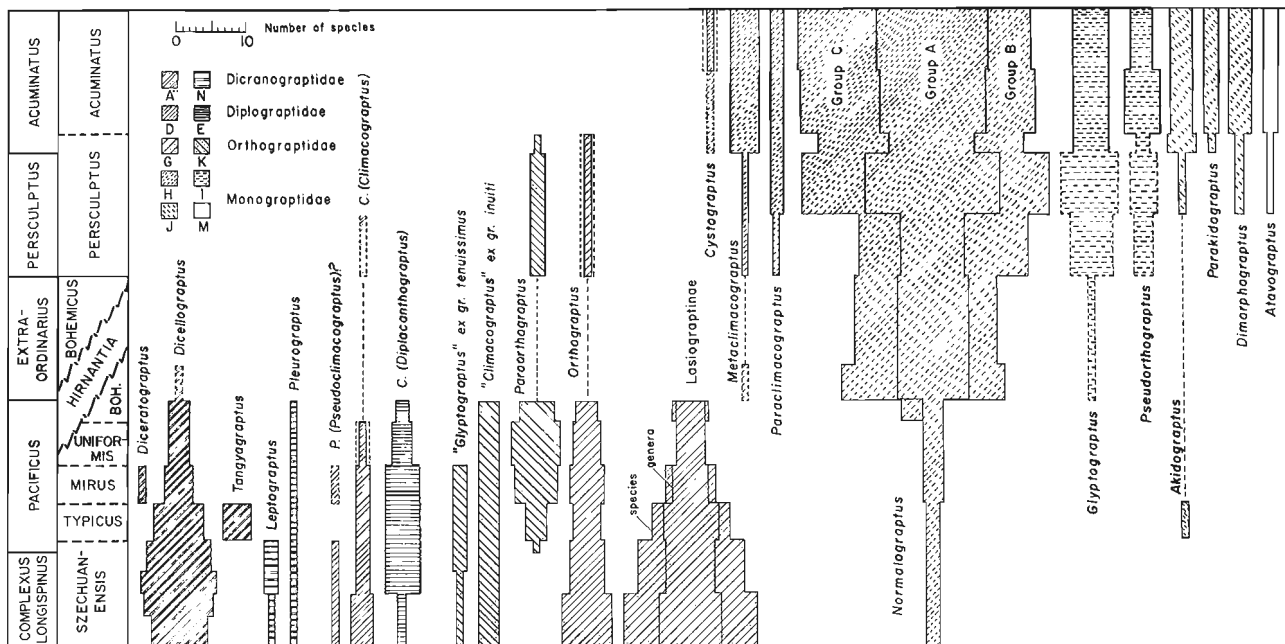 Number of species
0 10
A N Dicranograptidae
D E Diplograptidae
G K Orthograptidae
H I
J M Monograptidae
ACUMINATUS
PERSCULPTUS
EXTRA-
ORDINARIUS
PACIFICUS
COMPLEXUS
LONGISPINUS
ACUMINATUS
PERSCULPTUS
BOHEMICUS
HIRNANTIA
BOH.
UNIFOR-
MIS
MIRUS
TYPICUS
SZECHUAN-
ENSIS
Diceratograptus
Dicellograptus
Tangyagraptus
Leptograptus
Pleurograptus
P. (Pseudoclimacograptus)?
C. (Climacograptus)
C. (Diplacanthograptus)
"Glyptograptus" ex gr. tenuissimus
"Climacograptus" ex gr. inuiti
Paraorthograptus
Orthograptus
species
genera
Lasiograptinae
Cystograptus
Metaclimacograptus
Paraclimacograptus
Group C
Group A
Group B
Normalograptus
Glyptograptus
Pseudorthograptus
Akidograptus
Parakidograptus
Dimorphagraptus
Atavograptus